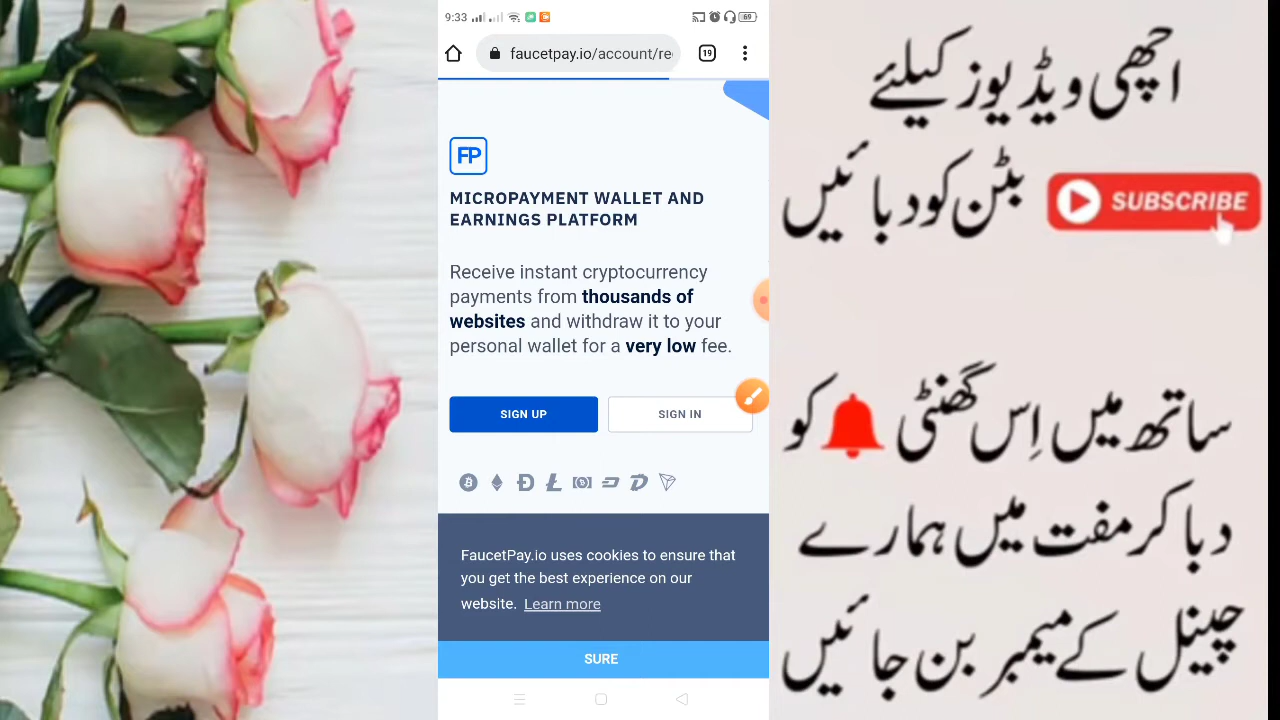 9:33
69
faucetpay.io/account/re
19
FP
MICROPAYMENT WALLET AND
EARNINGS PLATFORM
Receive instant cryptocurrency
payments from thousands of
websites and withdraw it to your
personal wallet for a very low fee.
SIGN UP
SIGN IN
FaucetPay.io uses cookies to ensure that
you get the best experience on our
website. Learn more
SURE
اچھی ویڈیوز کیلئے
SUBSCRIBE بٹن کو دبائیں
ساتھ میں اِس گھنٹی کو
دبا کر مفت میں ہمارے
چینل کے میمبر بن جائیں